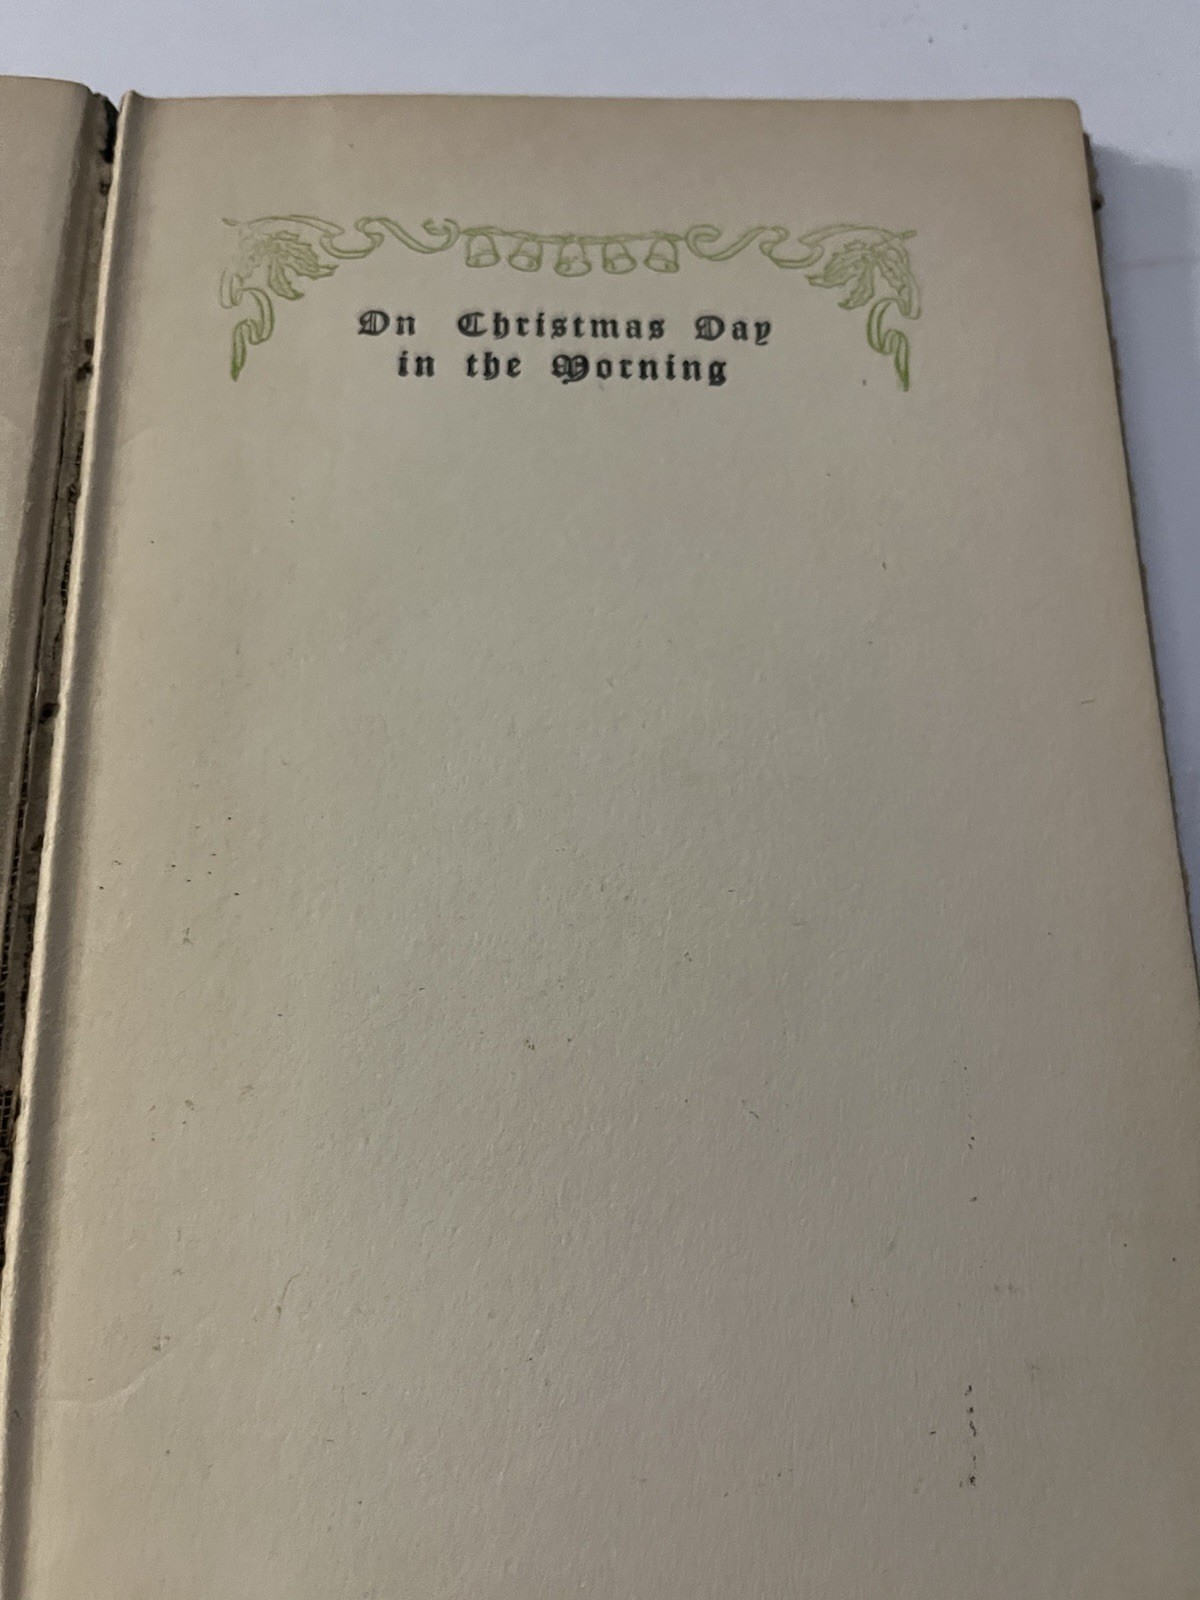 On Christmas Day
in the Morning